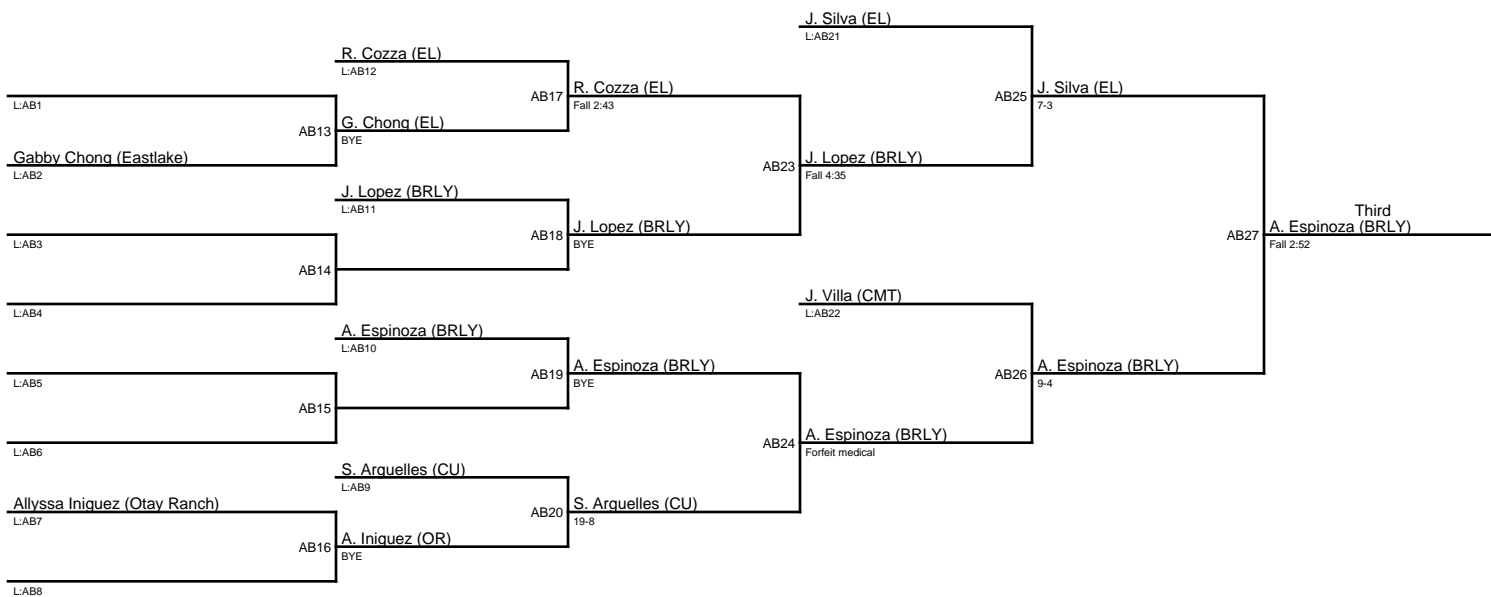 J. Silva (EL)
L:AB21
R. Cozza (EL)
L:AB12
AB17
R. Cozza (EL)
Fall 2:43
AB25
J. Silva (EL)
7-3
L:AB1
AB13
G. Chong (EL)
BYE
Gabby Chong (Eastlake)
L:AB2
AB23
J. Lopez (BRLY)
Fall 4:35
J. Lopez (BRLY)
L:AB11
Third
L:AB3
AB18
J. Lopez (BRLY)
BYE
AB27
A. Espinoza (BRLY)
Fall 2:52
AB14
L:AB4
J. Villa (CMT)
L:AB22
A. Espinoza (BRLY)
L:AB10
L:AB5
AB19
A. Espinoza (BRLY)
BYE
AB26
A. Espinoza (BRLY)
9-4
AB15
L:AB6
AB24
A. Espinoza (BRLY)
Forfeit medical
S. Arguelles (CU)
L:AB9
Allyssa Iniguez (Otay Ranch)
L:AB7
AB20
S. Arguelles (CU)
19-8
AB16
A. Iniguez (OR)
BYE
L:AB8